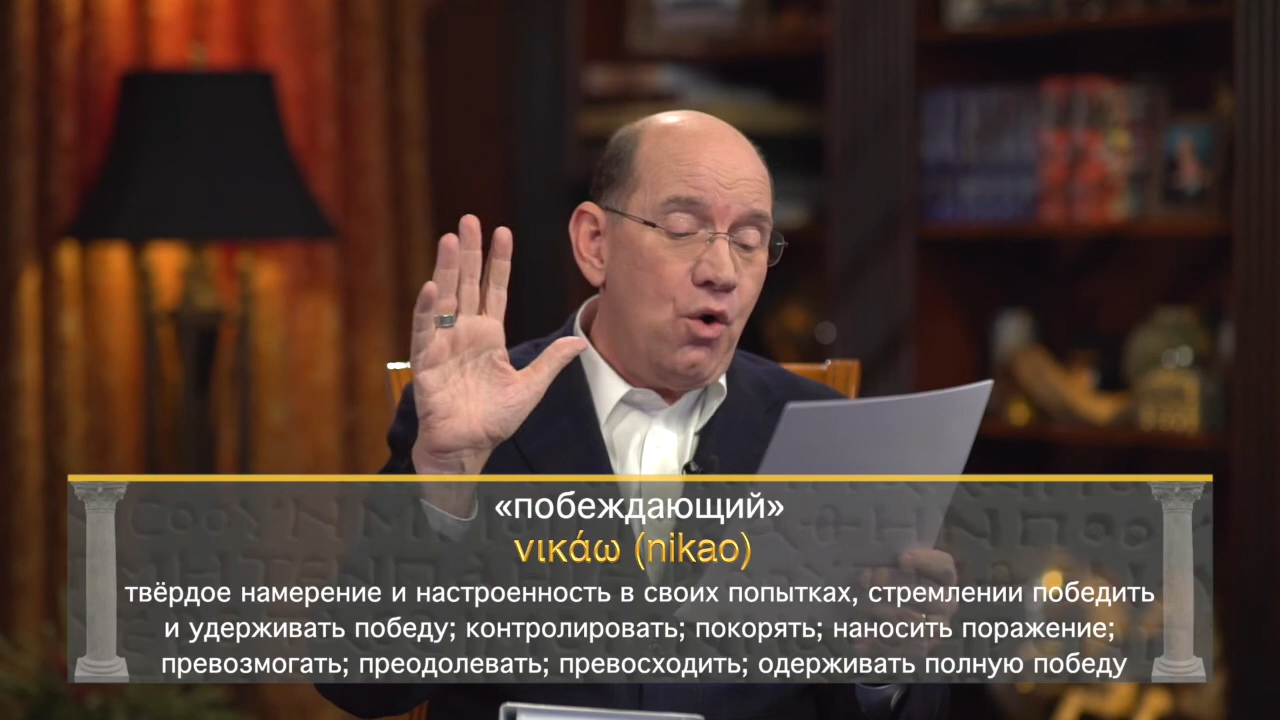 «побеждающий»
νικάω (nikao)
твёрдое намерение и настроенность в своих попытках, стремлении победить
и удерживать победу; контролировать; покорять; наносить поражение;
превозмогать; преодолевать; превосходить; одерживать полную победу